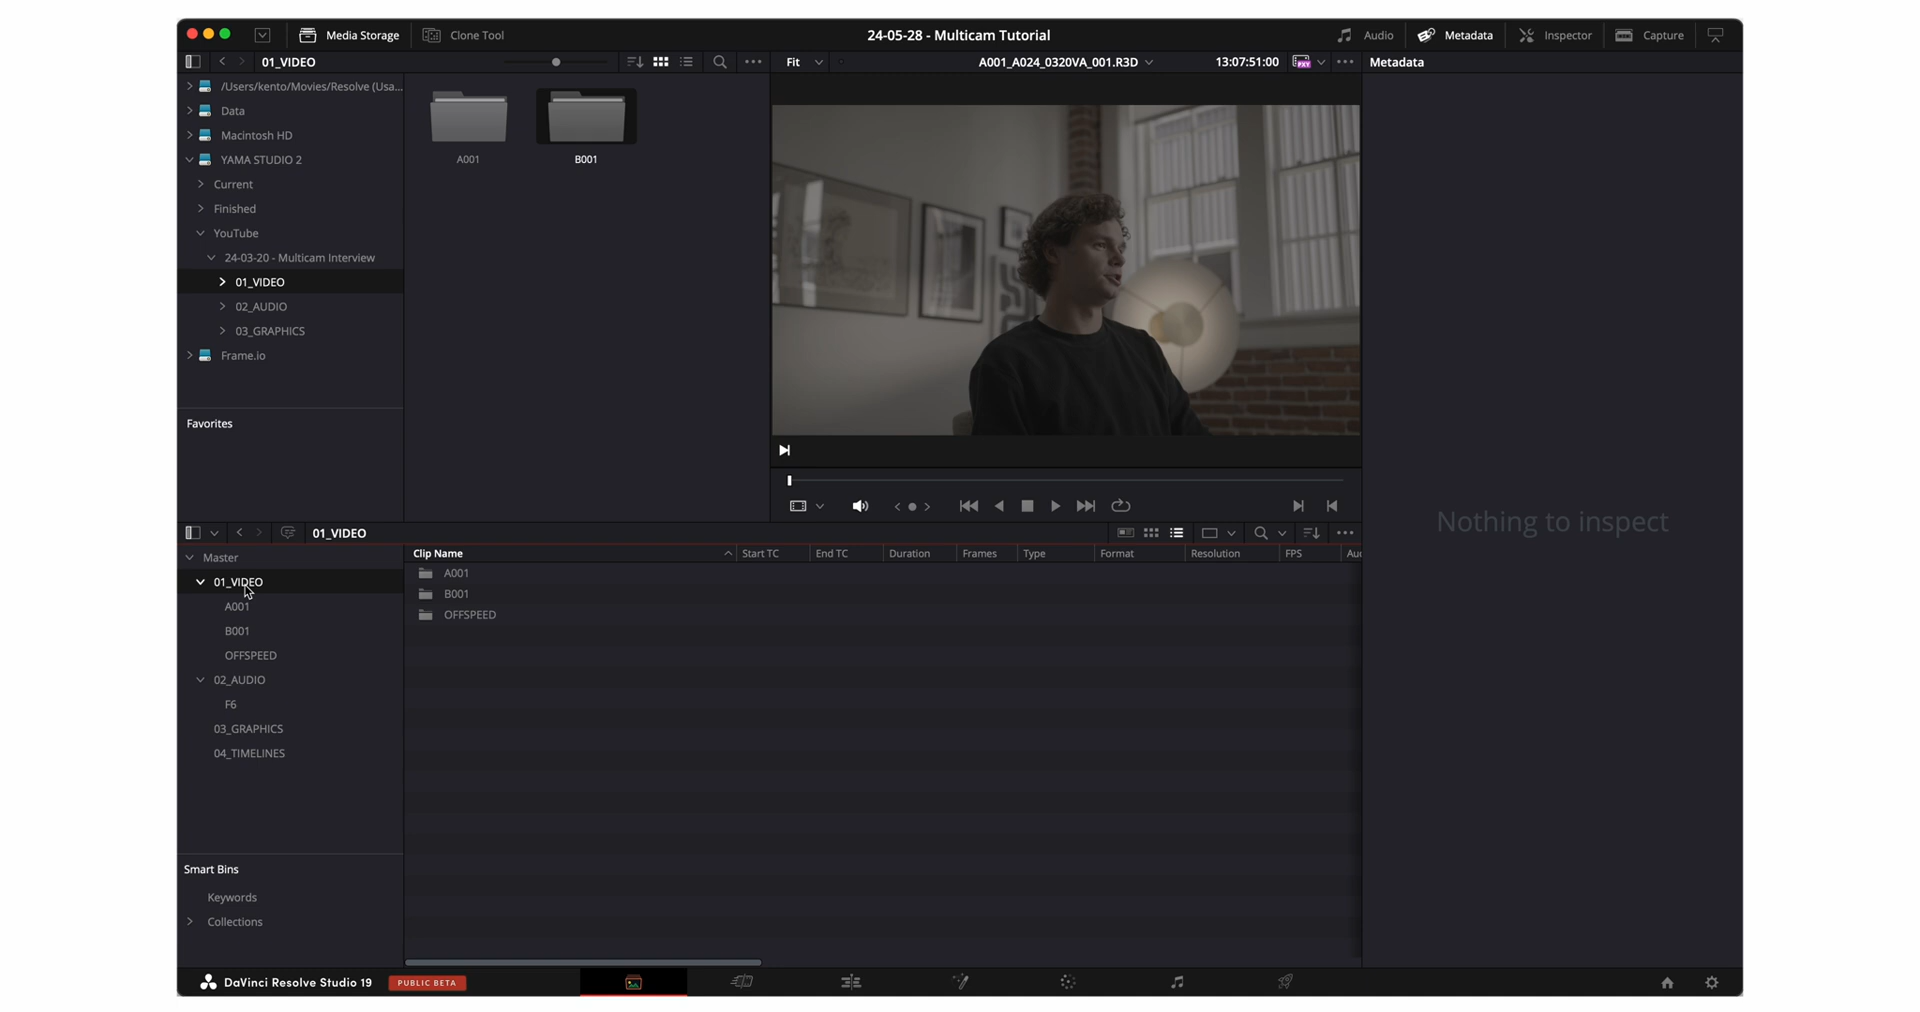 Media Storage
Clone Tool
24-05-28 - Multicam Tutorial
Audio
Metadata
Inspector
Capture
01_VIDEO
Fit
A001_A024_0320VA_001.R3D
13:07:51:00
PXY
Metadata
/Users/kento/Movies/Resolve (Usa...
Data
Macintosh HD
YAMA STUDIO 2
Current
Finished
YouTube
24-03-20 - Multicam Interview
01_VIDEO
02_AUDIO
03_GRAPHICS
Frame.io
A001
B001
Favorites
Nothing to inspect
01_VIDEO
Master
01_VIDEO
A001
B001
OFFSPEED
02_AUDIO
F6
03_GRAPHICS
04_TIMELINES
Clip Name
Start TC
End TC
Duration
Frames
Type
Format
Resolution
FPS
Auc
A001
B001
OFFSPEED
Smart Bins
Keywords
Collections
DaVinci Resolve Studio 19
PUBLIC BETA